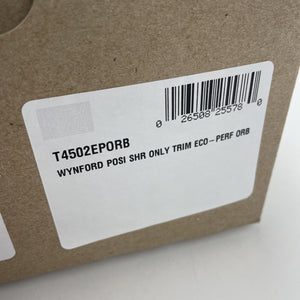 0 26508 25578 0
T4502EPORB
WYNFORD POSI SHR ONLY TRIM ECO-PERF ORB